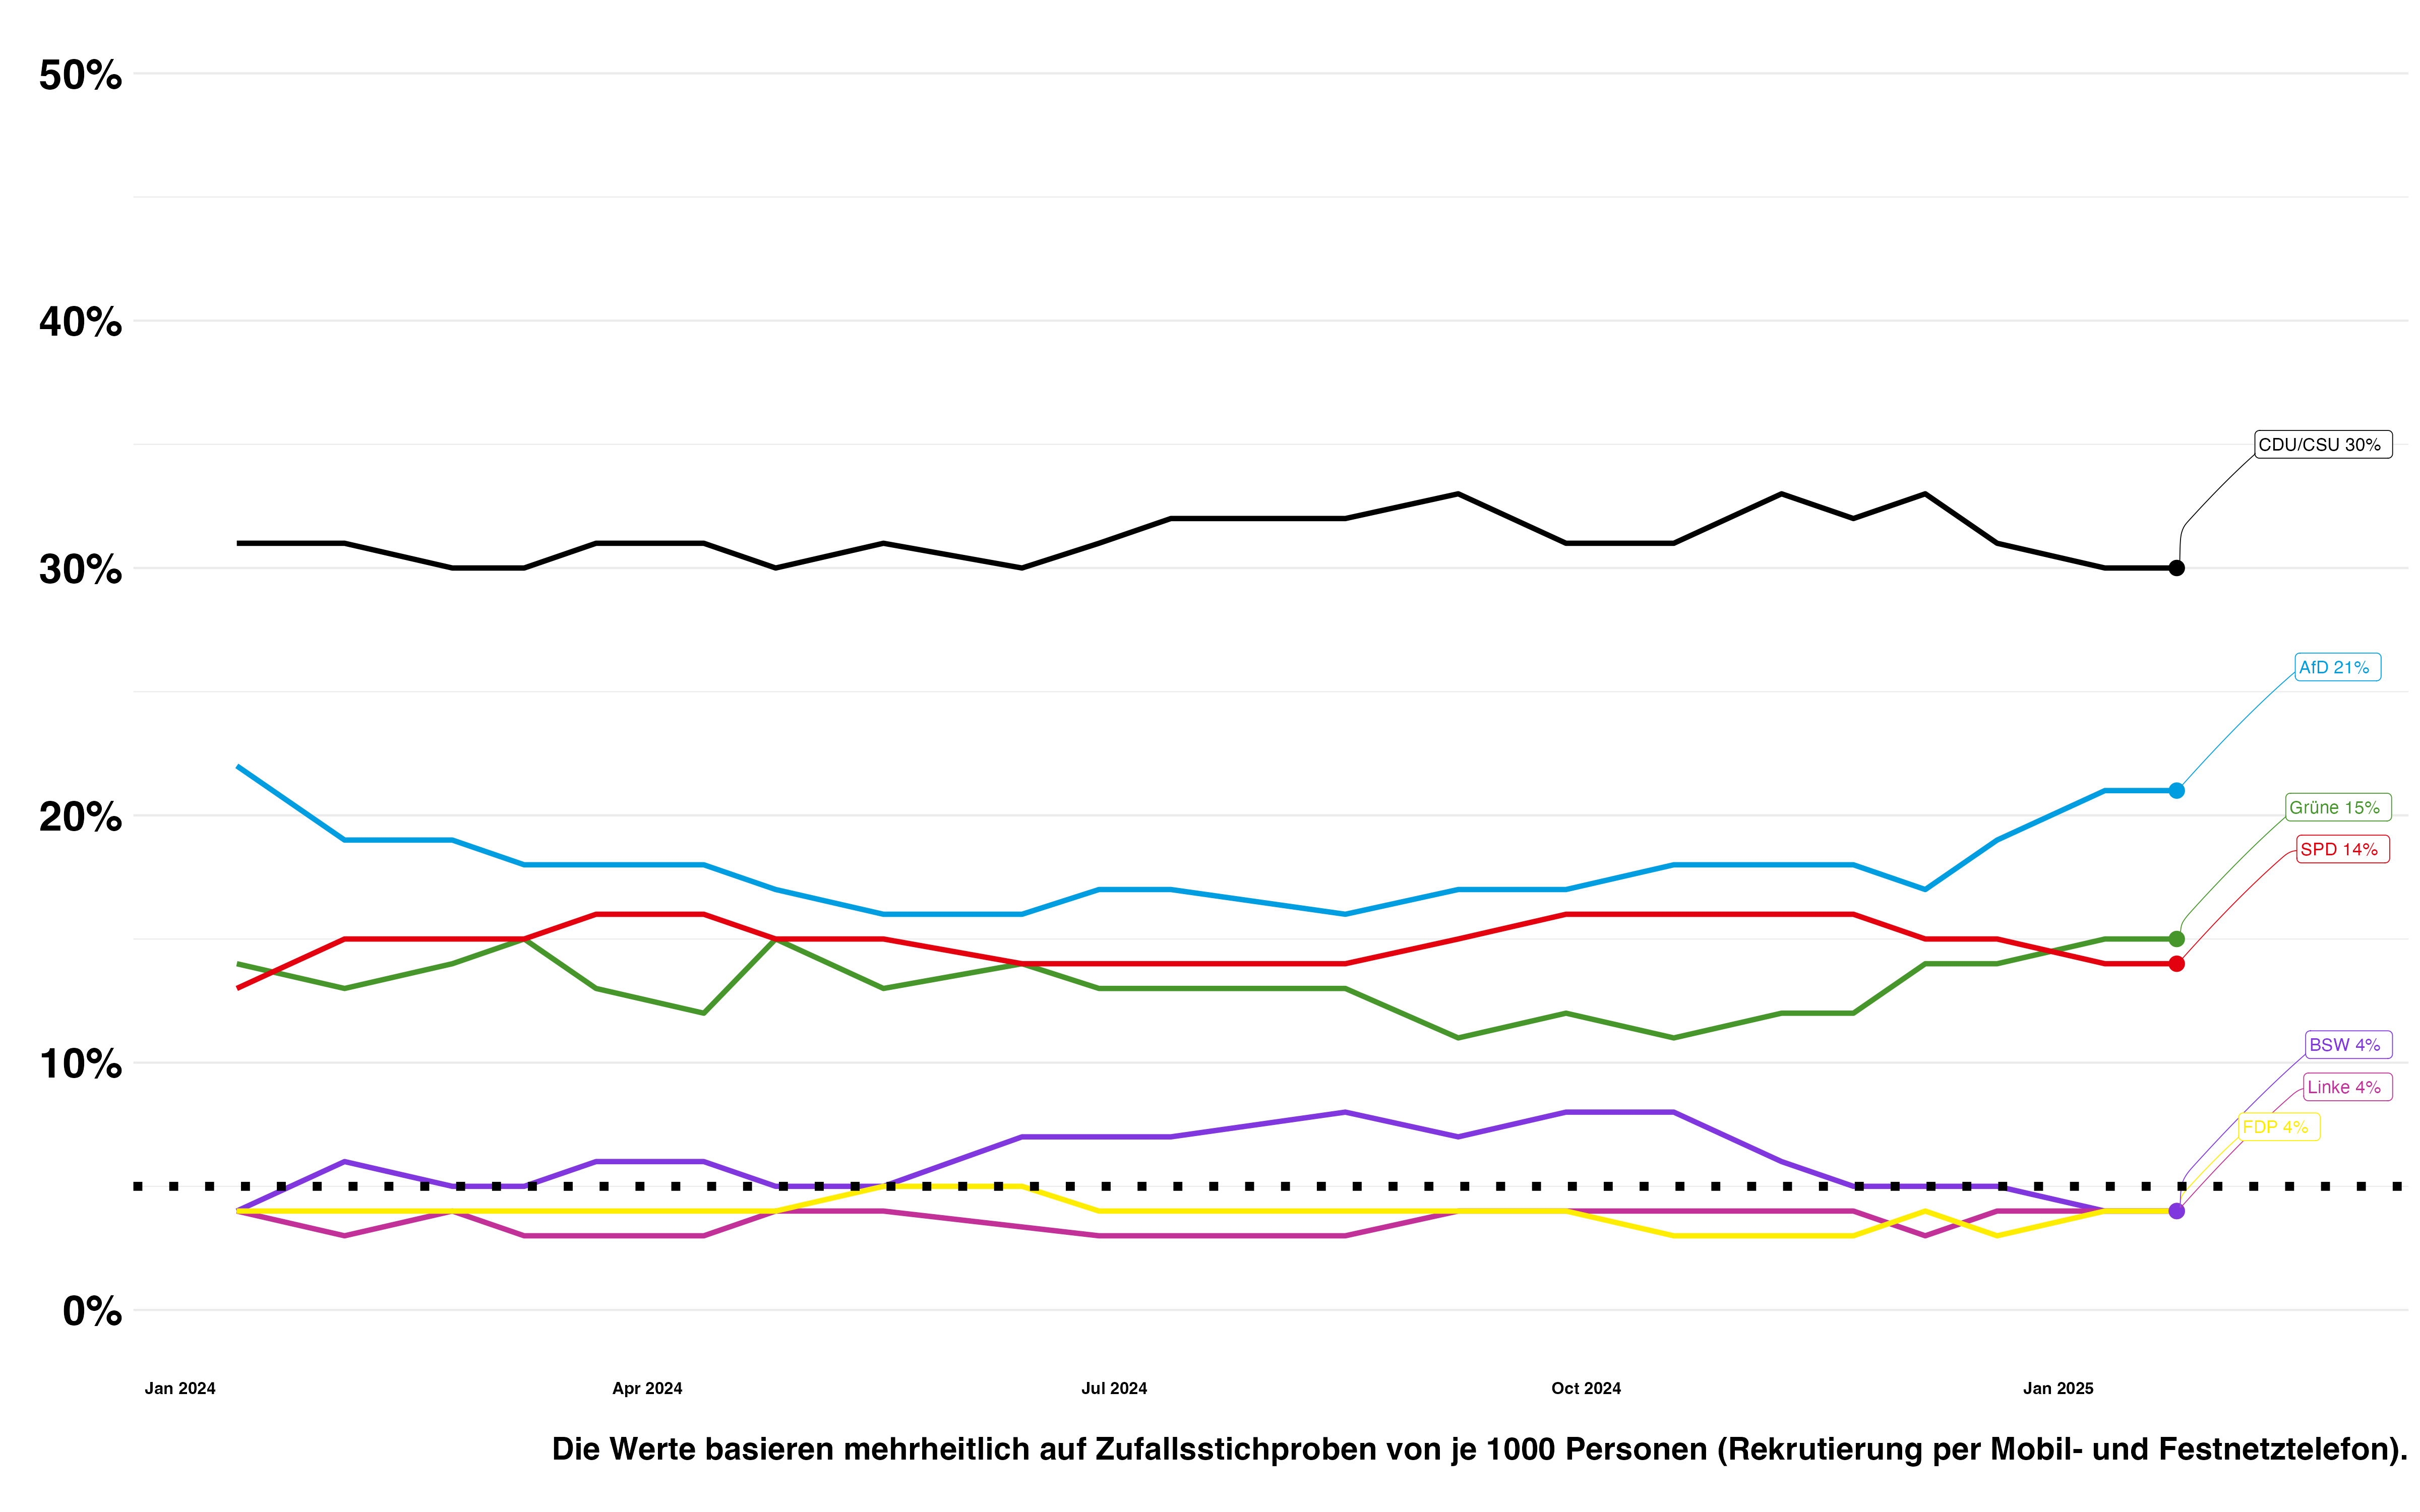 50%
40%
CDU/CSU 30%
30%
AfD 21%
Grüne 15%
20%
SPD 14%
BSW 4%
10%
Linke 4%
FDP 4%
0%
Jan 2024 Apr 2024 Jul 2024 Oct 2024 Jan 2025
Die Werte basieren mehrheitlich auf Zufallsstichproben von je 1000 Personen (Rekrutierung per Mobil- und Festnetztelefon).